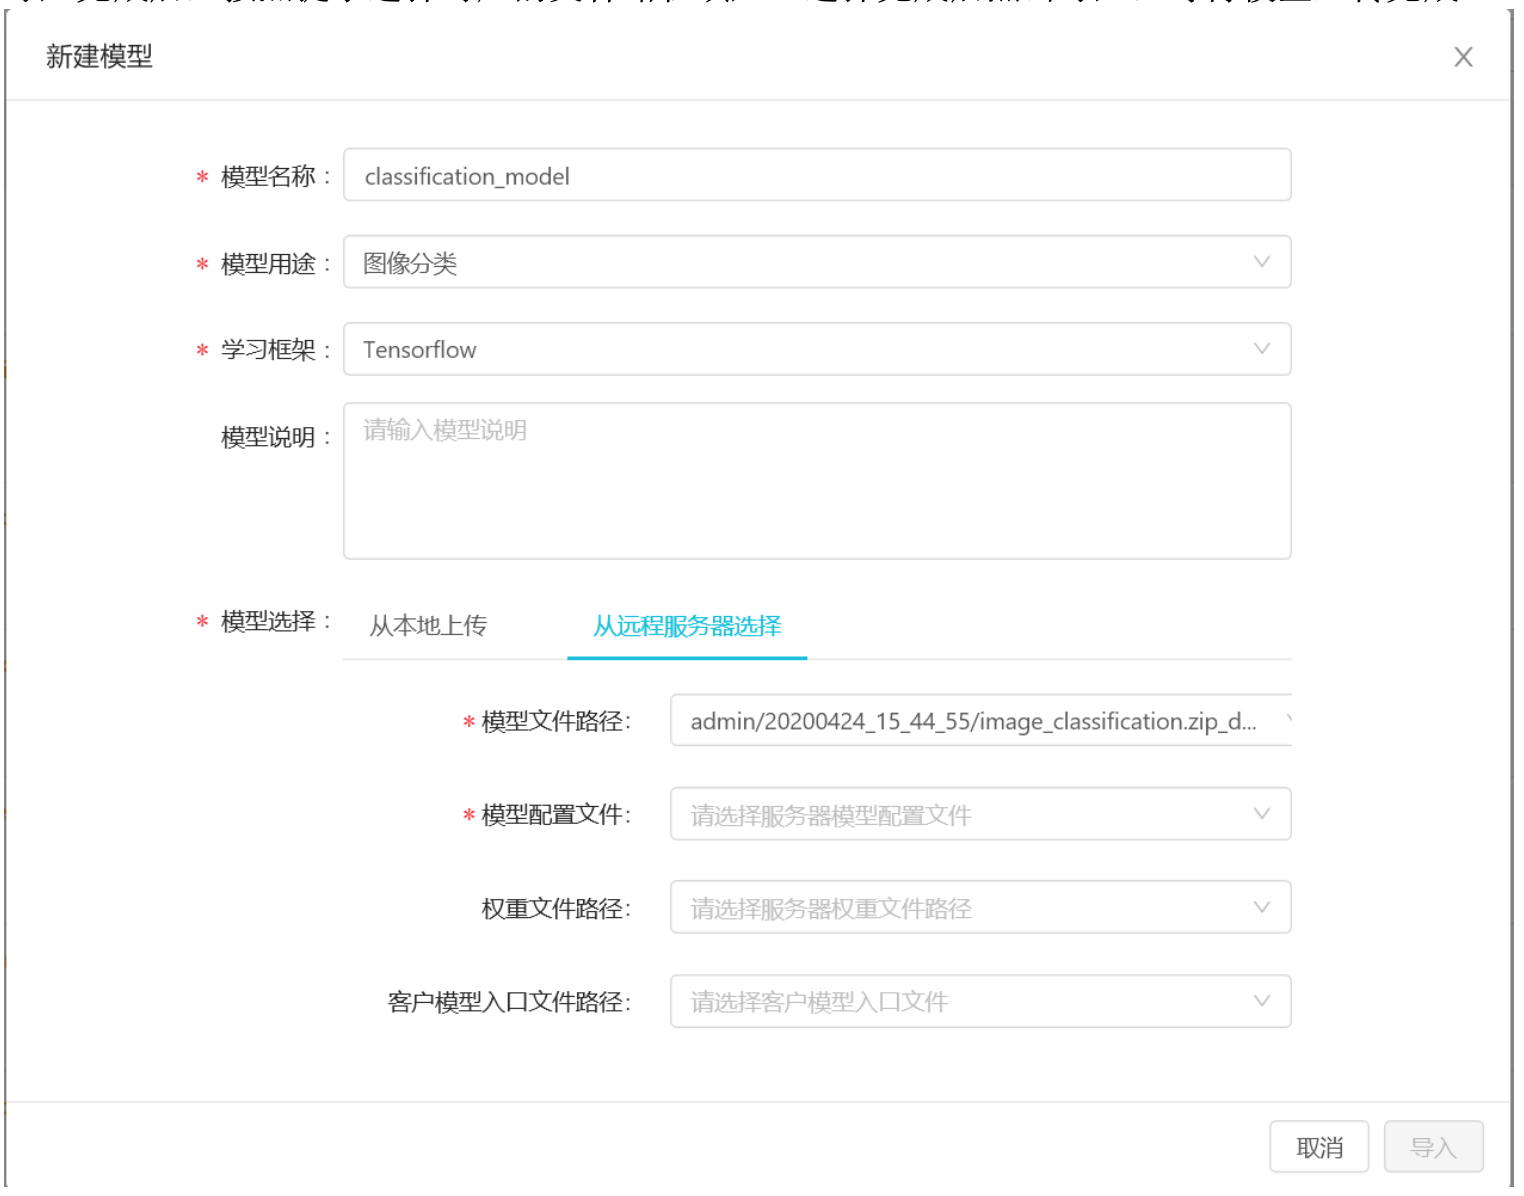 新建模型
* 模型名称：
classification_model
* 模型用途：
图像分类
* 学习框架：
Tensorflow
模型说明：
请输入模型说明
* 模型选择：
从本地上传
从远程服务器选择
* 模型文件路径：
admin/20200424_15_44_55/image_classification.zip_d...
* 模型配置文件：
请选择服务器模型配置文件
权重文件路径：
请选择服务器权重文件路径
客户模型入口文件路径：
请选择客户模型入口文件
取消
导入